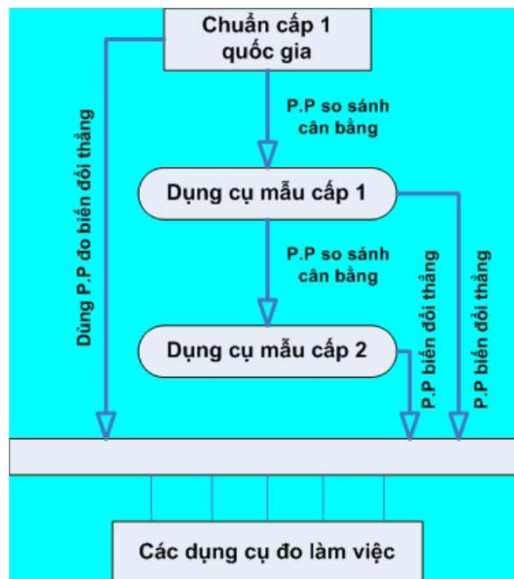 Chuẩn cấp 1
quốc gia
P.P so sánh
cân bằng
Dùng P.P đo biến đổi thẳng
Dụng cụ mẫu cấp 1
P.P so sánh
cân bằng
Dụng cụ mẫu cấp 2
P.P biến đổi thẳng
P.P biến đổi thẳng
Các dụng cụ đo làm việc